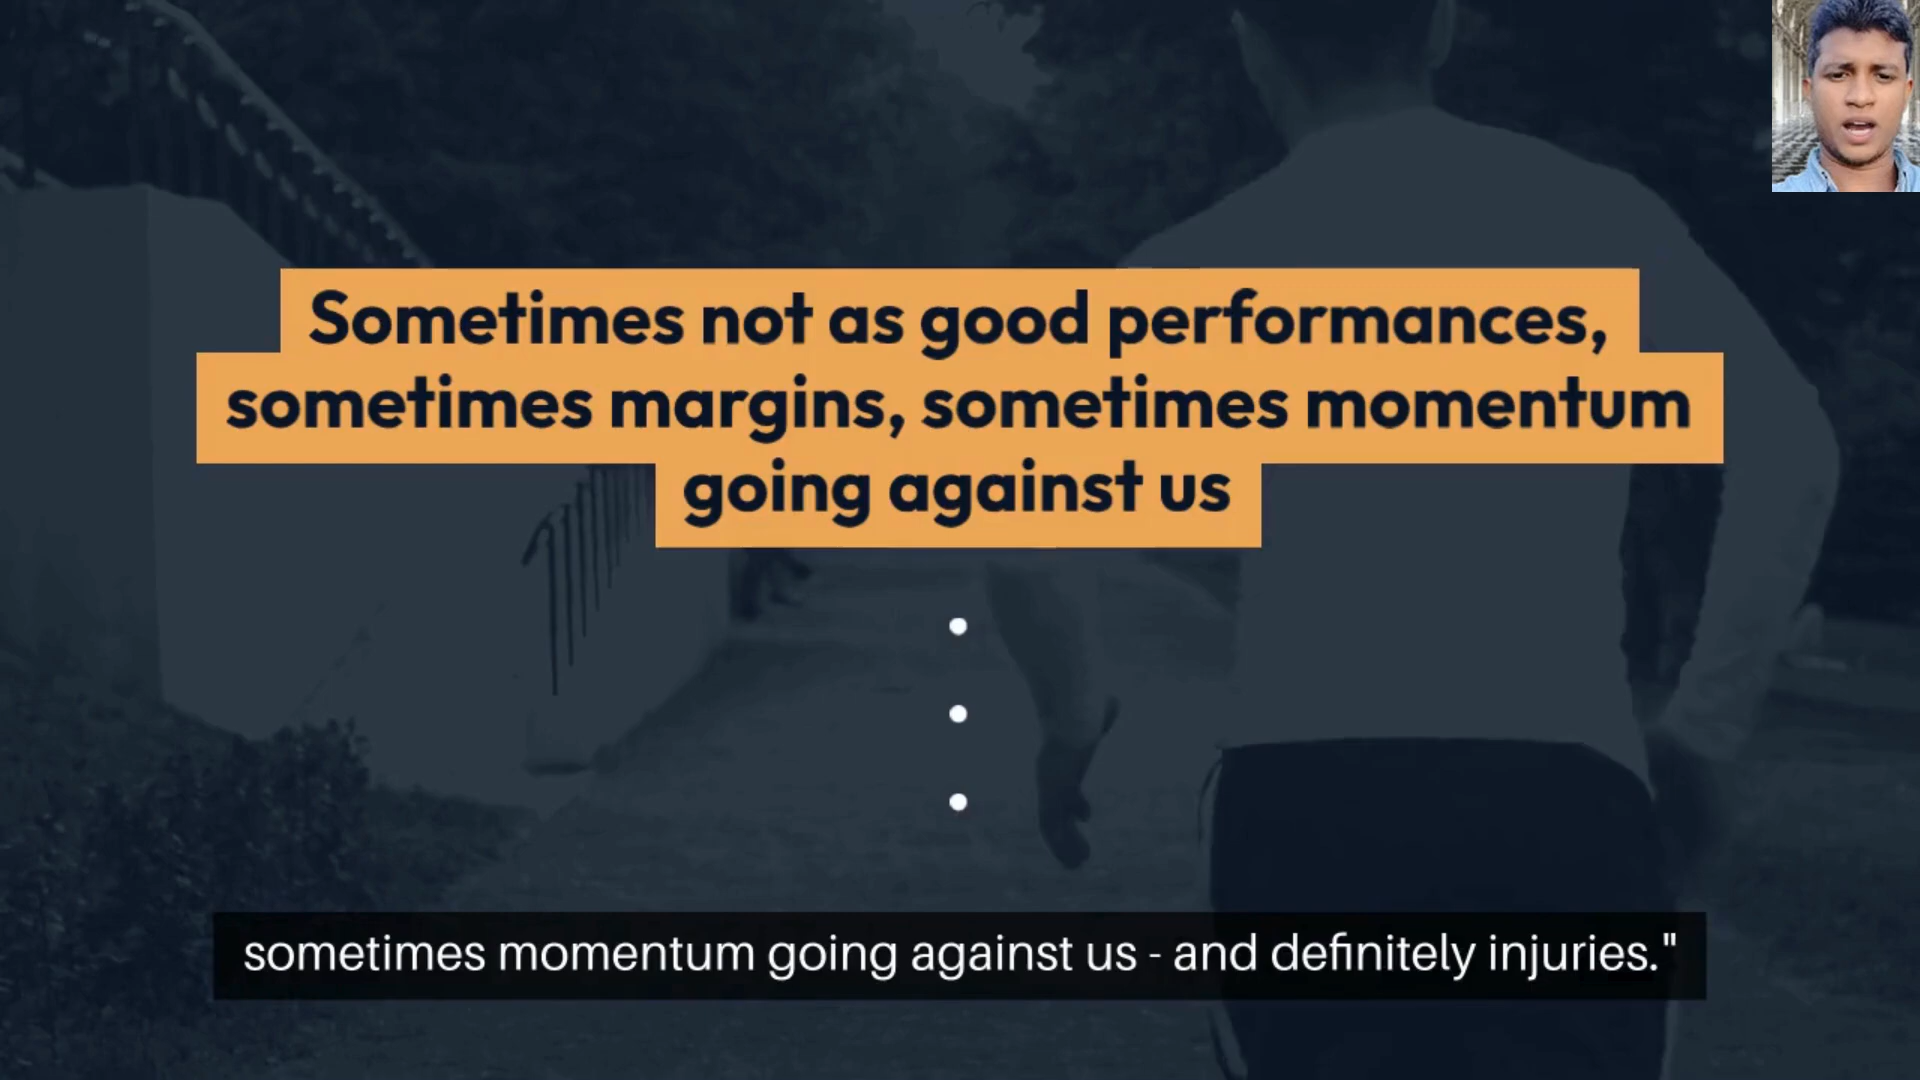 Sometimes not as good performances,
sometimes margins, sometimes momentum
going against us
sometimes momentum going against us - and definitely injuries."